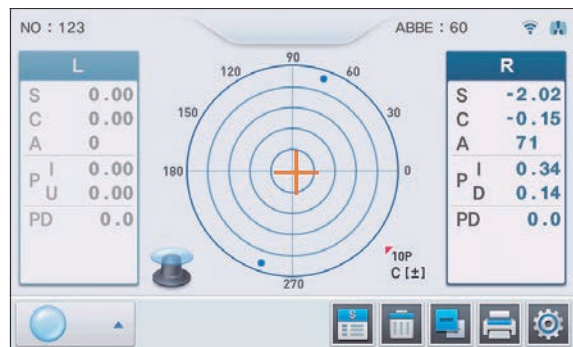 NO : 123
ABBE : 60
L
S 0.00
C 0.00
A 0
P I 0.00
U 0.00
PD 0.0
90
60
30
0
270
180
150
120
10P
C [±]
R
S -2.02
C -0.15
A 71
P I 0.34
D 0.14
PD 0.0
S